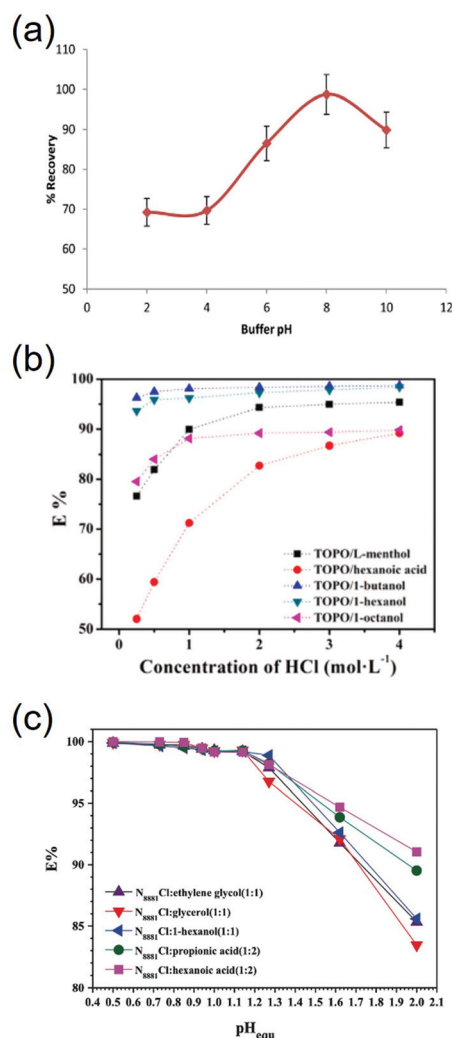 (a)
110
100
90
80
70
60
50
% Recovery
0 2 4 6 8 10 12
Buffer pH
(b)
100
90
80
70
60
50
E %
TOPO/L-menthol
TOPO/hexanoic acid
TOPO/1-butanol
TOPO/1-hexanol
TOPO/1-octanol
0 1 2 3 4
Concentration of HCl (mol·L⁻¹)
(c)
100
95
90
85
80
E%
N₈₈₈₁Cl:ethylene glycol(1:1)
N₈₈₈₁Cl:glycerol(1:1)
N₈₈₈₁Cl:1-hexanol(1:1)
N₈₈₈₁Cl:propionic acid(1:2)
N₈₈₈₁Cl:hexanoic acid(1:2)
0.4 0.5 0.6 0.7 0.8 0.9 1.0 1.1 1.2 1.3 1.4 1.5 1.6 1.7 1.8 1.9 2.0 2.1
pHₑqᵤ